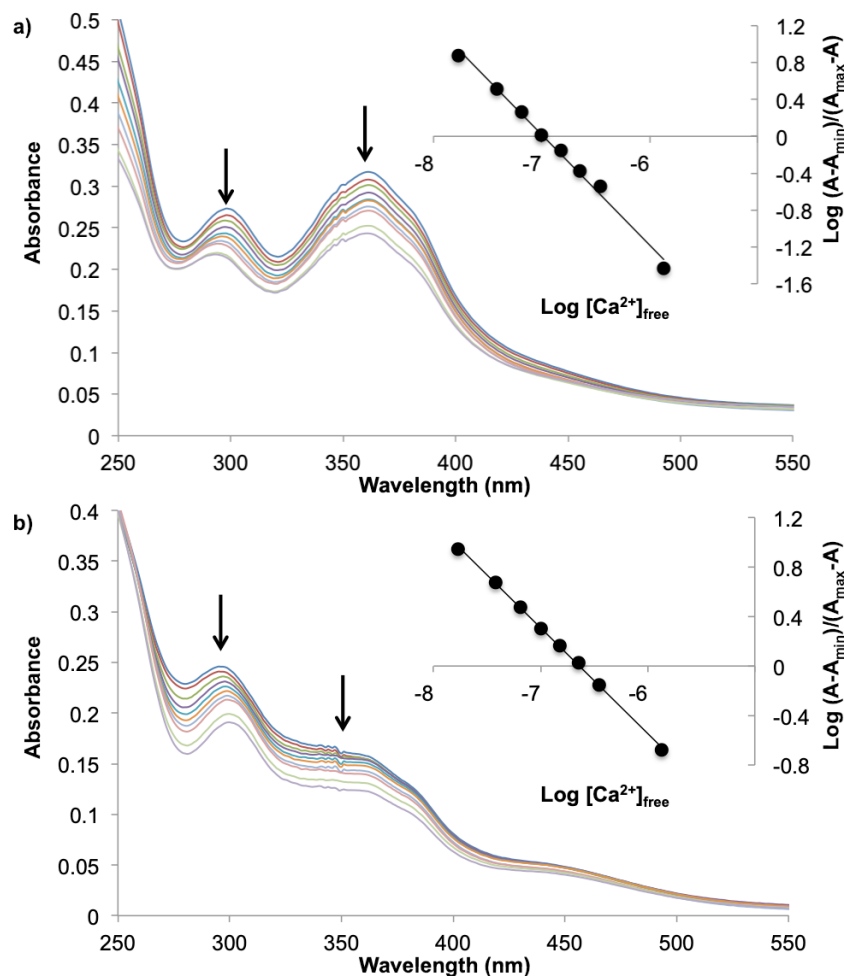 a)
0.5
0.45
0.4
0.35
0.3
0.25
0.2
0.15
0.1
0.05
0
Absorbance
250 300 350 400 450 500 550
Wavelength (nm)
1.2
0.8
0.4
0
-0.4
-0.8
-1.2
-1.6
-8 -7 -6
Log (A-Amin)/(Amax-A)
Log [Ca²⁺]free
b)
0.4
0.35
0.3
0.25
0.2
0.15
0.1
0.05
0
Absorbance
250 300 350 400 450 500 550
Wavelength (nm)
1.2
0.8
0.4
0
-0.4
-0.8
-8 -7 -6
Log (A-Amin)/(Amax-A)
Log [Ca²⁺]free